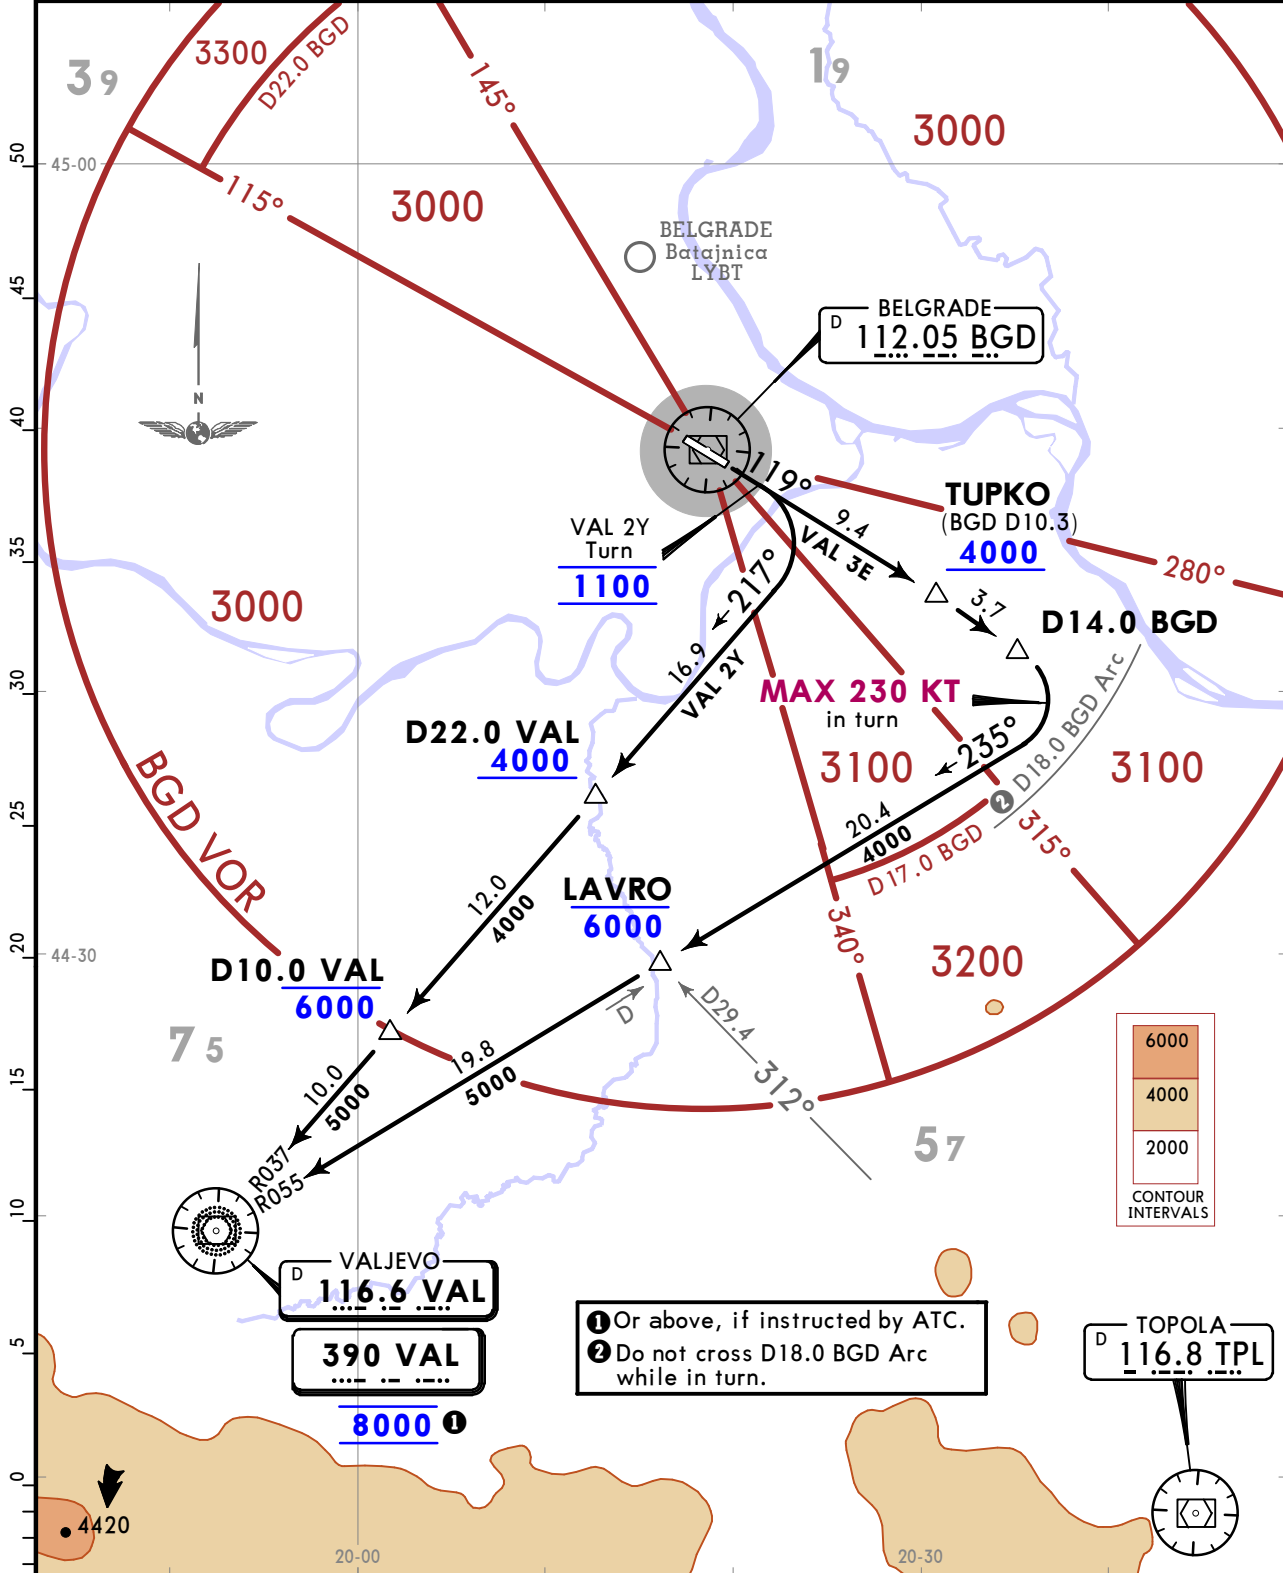 3300
D22.0 BGD
39
19
145°
3000
50
45-00
115°
3000
BELGRADE
Batajnica
LYBT
45
BELGRADE
D
112.05 BGD
N
40
119°
TUPKO
(BGD D10.3)
4000
9.4
VAL 3E
VAL 2Y
Turn
1100
35
280°
217°
3000
3.7
D14.0 BGD
16.9
VAL 2Y
30
MAX 230 KT
in turn
D22.0 VAL
4000
235°
D18.0 BGD Arc
3100
3100
BGD VOR
25
2
20.4
4000
315°
D17.0 BGD
LAVRO
6000
12.0
4000
340°
20
44-30
D10.0 VAL
6000
3200
D
D29.4
312°
75
19.8
5000
10.0
5000
15
57
6000
4000
2000
CONTOUR
INTERVALS
R037
R055
10
VALJEVO
D
116.6 VAL
390 VAL
8000 1
1 Or above, if instructed by ATC.
2 Do not cross D18.0 BGD Arc
while in turn.
5
TOPOLA
D
116.8 TPL
0
4420
20-00
20-30